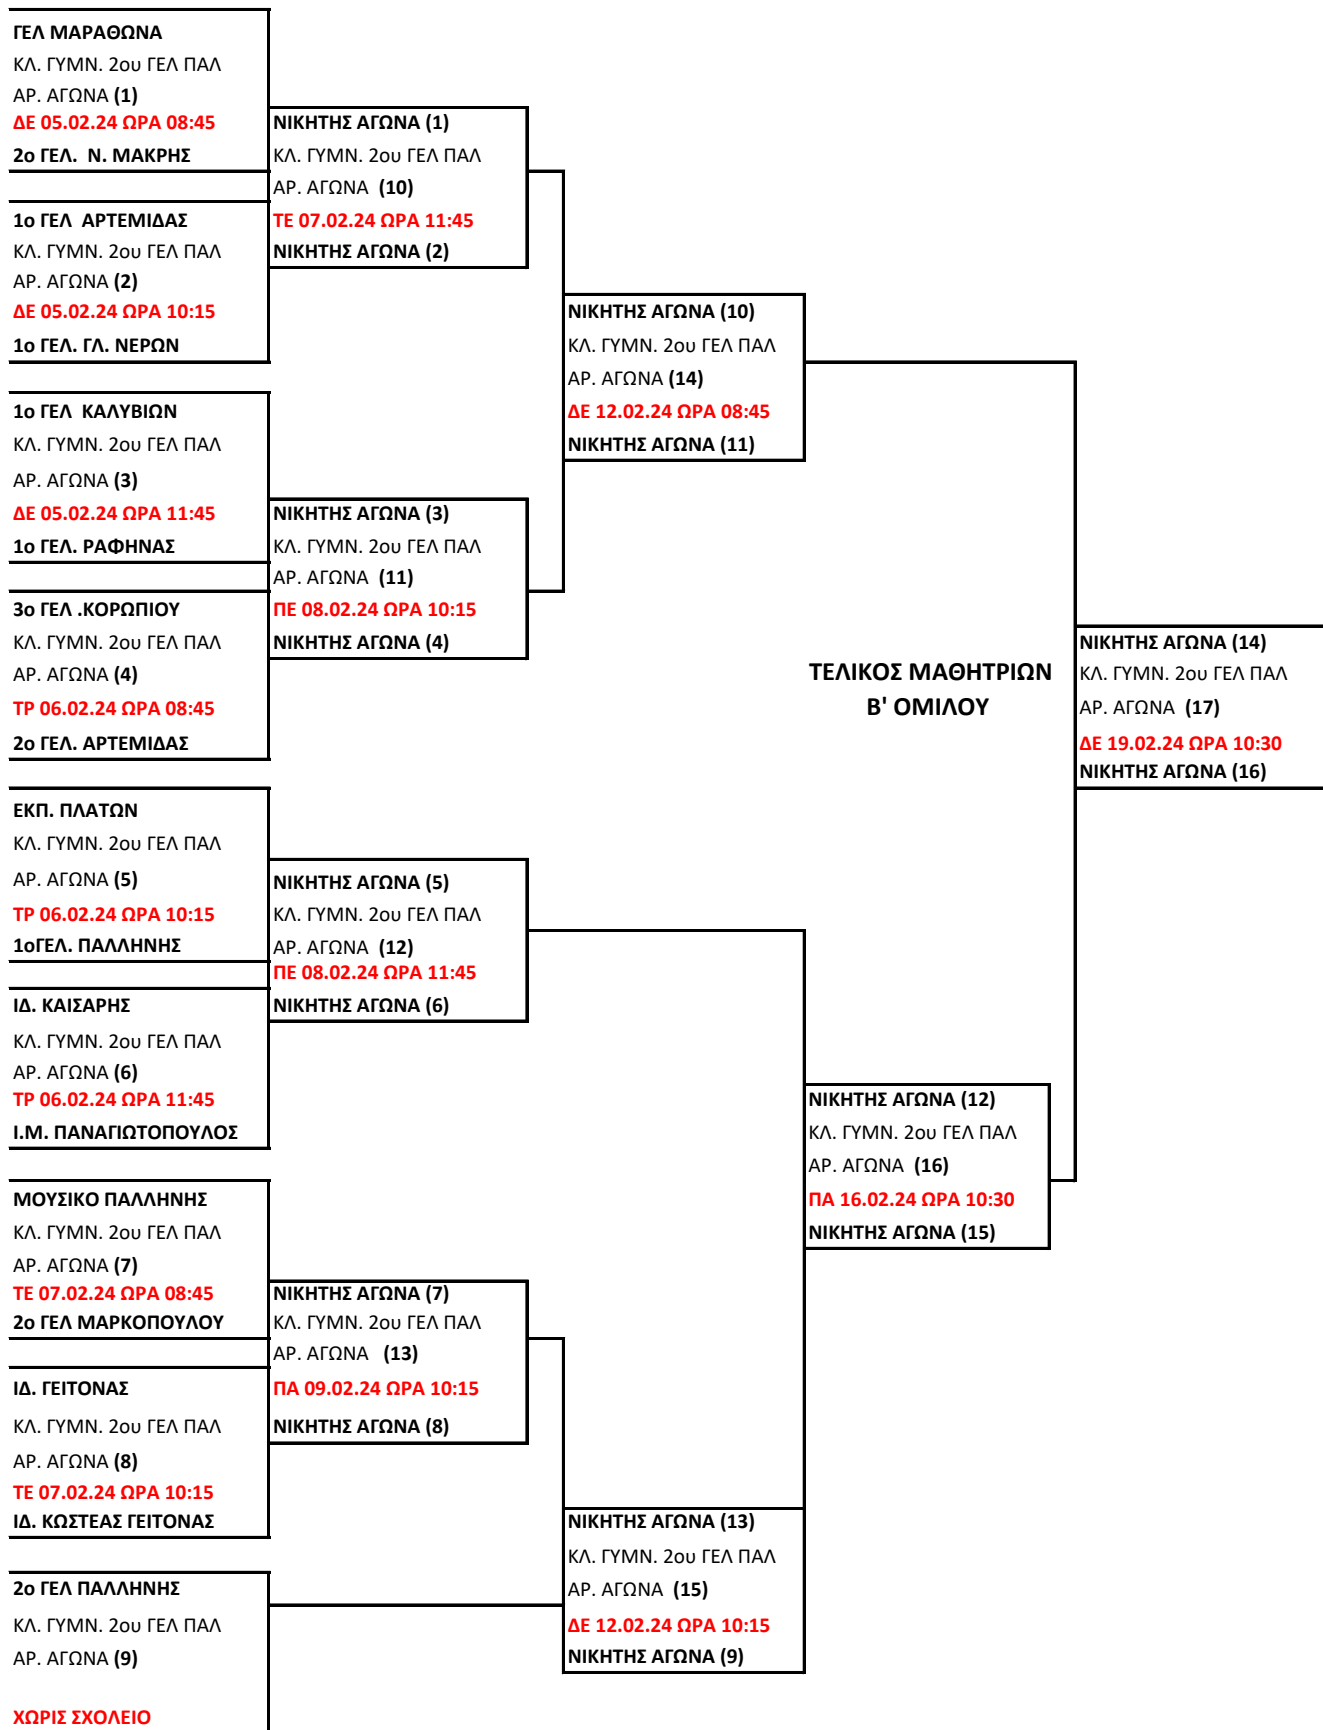 ΓΕΛ ΜΑΡΑΘΩΝΑ
ΚΛ. ΓΥΜΝ. 2ου ΓΕΛ ΠΑΛ
ΑΡ. ΑΓΩΝΑ (1)
ΔΕ 05.02.24 ΩΡΑ 08:45
2ο ΓΕΛ. Ν. ΜΑΚΡΗΣ
1ο ΓΕΛ ΑΡΤΕΜΙΔΑΣ
ΚΛ. ΓΥΜΝ. 2ου ΓΕΛ ΠΑΛ
ΑΡ. ΑΓΩΝΑ (2)
ΔΕ 05.02.24 ΩΡΑ 10:15
1ο ΓΕΛ. ΓΛ. ΝΕΡΩΝ
1ο ΓΕΛ ΚΑΛΥΒΙΩΝ
ΚΛ. ΓΥΜΝ. 2ου ΓΕΛ ΠΑΛ
ΑΡ. ΑΓΩΝΑ (3)
ΔΕ 05.02.24 ΩΡΑ 11:45
1ο ΓΕΛ. ΡΑΦΗΝΑΣ
3ο ΓΕΛ .ΚΟΡΩΠΙΟΥ
ΚΛ. ΓΥΜΝ. 2ου ΓΕΛ ΠΑΛ
ΑΡ. ΑΓΩΝΑ (4)
ΤΡ 06.02.24 ΩΡΑ 08:45
2ο ΓΕΛ. ΑΡΤΕΜΙΔΑΣ
ΕΚΠ. ΠΛΑΤΩΝ
ΚΛ. ΓΥΜΝ. 2ου ΓΕΛ ΠΑΛ
ΑΡ. ΑΓΩΝΑ (5)
ΤΡ 06.02.24 ΩΡΑ 10:15
1οΓΕΛ. ΠΑΛΛΗΝΗΣ
ΙΔ. ΚΑΙΣΑΡΗΣ
ΚΛ. ΓΥΜΝ. 2ου ΓΕΛ ΠΑΛ
ΑΡ. ΑΓΩΝΑ (6)
ΤΡ 06.02.24 ΩΡΑ 11:45
Ι.Μ. ΠΑΝΑΓΙΩΤΟΠΟΥΛΟΣ
ΜΟΥΣΙΚΟ ΠΑΛΛΗΝΗΣ
ΚΛ. ΓΥΜΝ. 2ου ΓΕΛ ΠΑΛ
ΑΡ. ΑΓΩΝΑ (7)
ΤΕ 07.02.24 ΩΡΑ 08:45
2ο ΓΕΛ ΜΑΡΚΟΠΟΥΛΟΥ
ΙΔ. ΓΕΙΤΟΝΑΣ
ΚΛ. ΓΥΜΝ. 2ου ΓΕΛ ΠΑΛ
ΑΡ. ΑΓΩΝΑ (8)
ΤΕ 07.02.24 ΩΡΑ 10:15
ΙΔ. ΚΩΣΤΕΑΣ ΓΕΙΤΟΝΑΣ
2ο ΓΕΛ ΠΑΛΛΗΝΗΣ
ΚΛ. ΓΥΜΝ. 2ου ΓΕΛ ΠΑΛ
ΑΡ. ΑΓΩΝΑ (9)
ΧΩΡΙΣ ΣΧΟΛΕΙΟ
ΝΙΚΗΤΗΣ ΑΓΩΝΑ (1)
ΚΛ. ΓΥΜΝ. 2ου ΓΕΛ ΠΑΛ
ΑΡ. ΑΓΩΝΑ (10)
ΤΕ 07.02.24 ΩΡΑ 11:45
ΝΙΚΗΤΗΣ ΑΓΩΝΑ (2)
ΝΙΚΗΤΗΣ ΑΓΩΝΑ (3)
ΚΛ. ΓΥΜΝ. 2ου ΓΕΛ ΠΑΛ
ΑΡ. ΑΓΩΝΑ (11)
ΠΕ 08.02.24 ΩΡΑ 10:15
ΝΙΚΗΤΗΣ ΑΓΩΝΑ (4)
ΝΙΚΗΤΗΣ ΑΓΩΝΑ (5)
ΚΛ. ΓΥΜΝ. 2ου ΓΕΛ ΠΑΛ
ΑΡ. ΑΓΩΝΑ (12)
ΠΕ 08.02.24 ΩΡΑ 11:45
ΝΙΚΗΤΗΣ ΑΓΩΝΑ (6)
ΝΙΚΗΤΗΣ ΑΓΩΝΑ (7)
ΚΛ. ΓΥΜΝ. 2ου ΓΕΛ ΠΑΛ
ΑΡ. ΑΓΩΝΑ (13)
ΠΑ 09.02.24 ΩΡΑ 10:15
ΝΙΚΗΤΗΣ ΑΓΩΝΑ (8)
ΝΙΚΗΤΗΣ ΑΓΩΝΑ (10)
ΚΛ. ΓΥΜΝ. 2ου ΓΕΛ ΠΑΛ
ΑΡ. ΑΓΩΝΑ (14)
ΔΕ 12.02.24 ΩΡΑ 08:45
ΝΙΚΗΤΗΣ ΑΓΩΝΑ (11)
ΝΙΚΗΤΗΣ ΑΓΩΝΑ (13)
ΚΛ. ΓΥΜΝ. 2ου ΓΕΛ ΠΑΛ
ΑΡ. ΑΓΩΝΑ (15)
ΔΕ 12.02.24 ΩΡΑ 10:15
ΝΙΚΗΤΗΣ ΑΓΩΝΑ (9)
ΝΙΚΗΤΗΣ ΑΓΩΝΑ (12)
ΚΛ. ΓΥΜΝ. 2ου ΓΕΛ ΠΑΛ
ΑΡ. ΑΓΩΝΑ (16)
ΠΑ 16.02.24 ΩΡΑ 10:30
ΝΙΚΗΤΗΣ ΑΓΩΝΑ (15)
ΤΕΛΙΚΟΣ ΜΑΘΗΤΡΙΩΝ
Β' ΟΜΙΛΟΥ
ΝΙΚΗΤΗΣ ΑΓΩΝΑ (14)
ΚΛ. ΓΥΜΝ. 2ου ΓΕΛ ΠΑΛ
ΑΡ. ΑΓΩΝΑ (17)
ΔΕ 19.02.24 ΩΡΑ 10:30
ΝΙΚΗΤΗΣ ΑΓΩΝΑ (16)